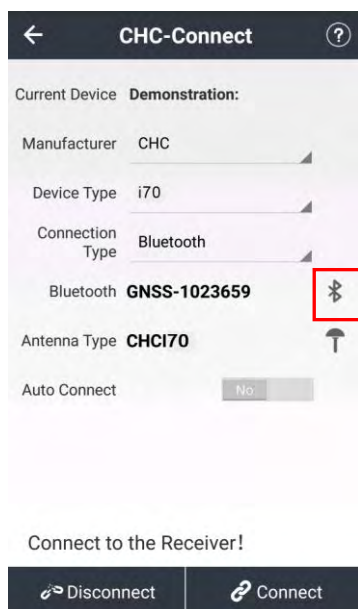 CHC-Connect ?
Current Device Demonstration:
Manufacturer CHC
Device Type i70
Connection
Type Bluetooth
Bluetooth GNSS-1023659
Antenna Type CHCI70
Auto Connect No
Connect to the Receiver!
Disconnect Connect